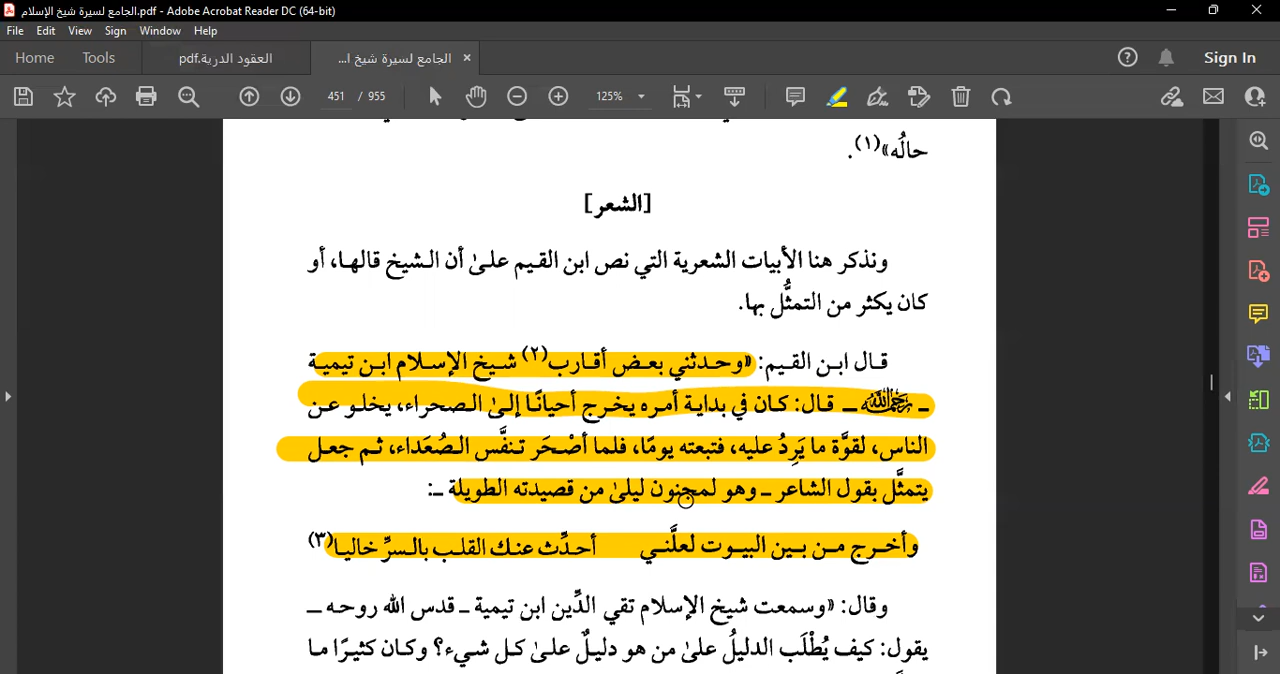 الجامع لسيرة شيخ الإسلام.pdf - Adobe Acrobat Reader DC (64-bit)
File Edit View Sign Window Help
Home Tools العقود الدرية.pdf الجامع لسيرة شيخ ا... × Sign In
451 / 955 125%
حالُه»(١).
[الشعر]
ونذكر هنا الأبيات الشعرية التي نص ابن القيم علىٰ أن الشيخ قالها، أو
كان يكثر من التمثُّل بها.
قال ابن القيم: «وحدثني بعض أقارب(٢) شيخ الإسلام ابن تيمية
ـ رحمه الله ـ قال: كان في بداية أمره يخرج أحيانًا إلىٰ الصحراء، يخلو عن
الناس، لقوَّة ما يَرِدُ عليه، فتبعته يومًا، فلما أصْحَر تنفَّس الصُعَداء، ثم جعل
يتمثَّل بقول الشاعر ـ وهو لمجنون ليلىٰ من قصيدته الطويلة ـ:
وأخرج من بين البيوت لعلَّني أحدِّث عنك القلب بالسرِّ خاليا(٣)
وقال: «وسمعت شيخ الإسلام تقي الدِّين ابن تيمية ـ قدس الله روحه ـ
يقول: كيف يُطْلَب الدليلُ علىٰ من هو دليلٌ علىٰ كل شيء؟ وكان كثيرًا ما